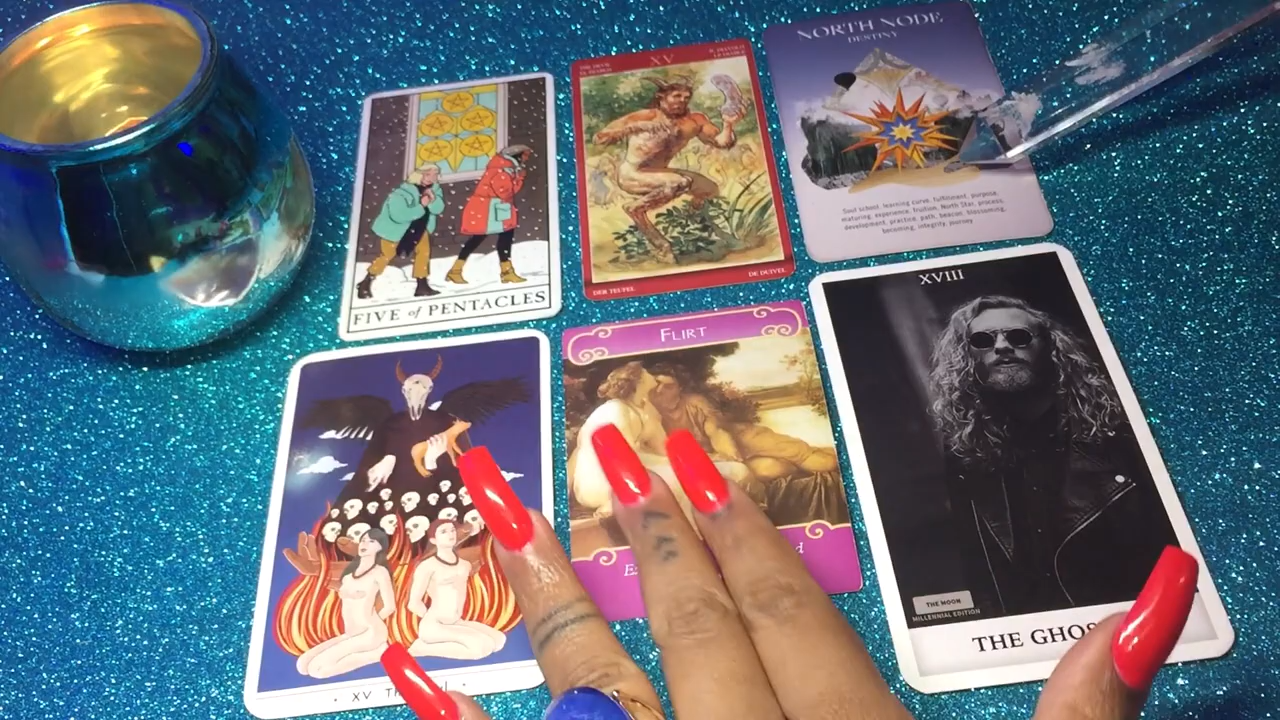 FIVE of PENTACLES
XV
DER TEUFEL
DE DUIVEL
NORTH NODE
DESTINY
Soul school, learning curve, fulfillment, purpose,
maturing, experience, fruition, North Star, process,
development, practice, path, beacon, blossoming,
becoming, integrity, journey
XV
FLIRT
XVIII
THE MOON
MILLENNIAL EDITION
THE